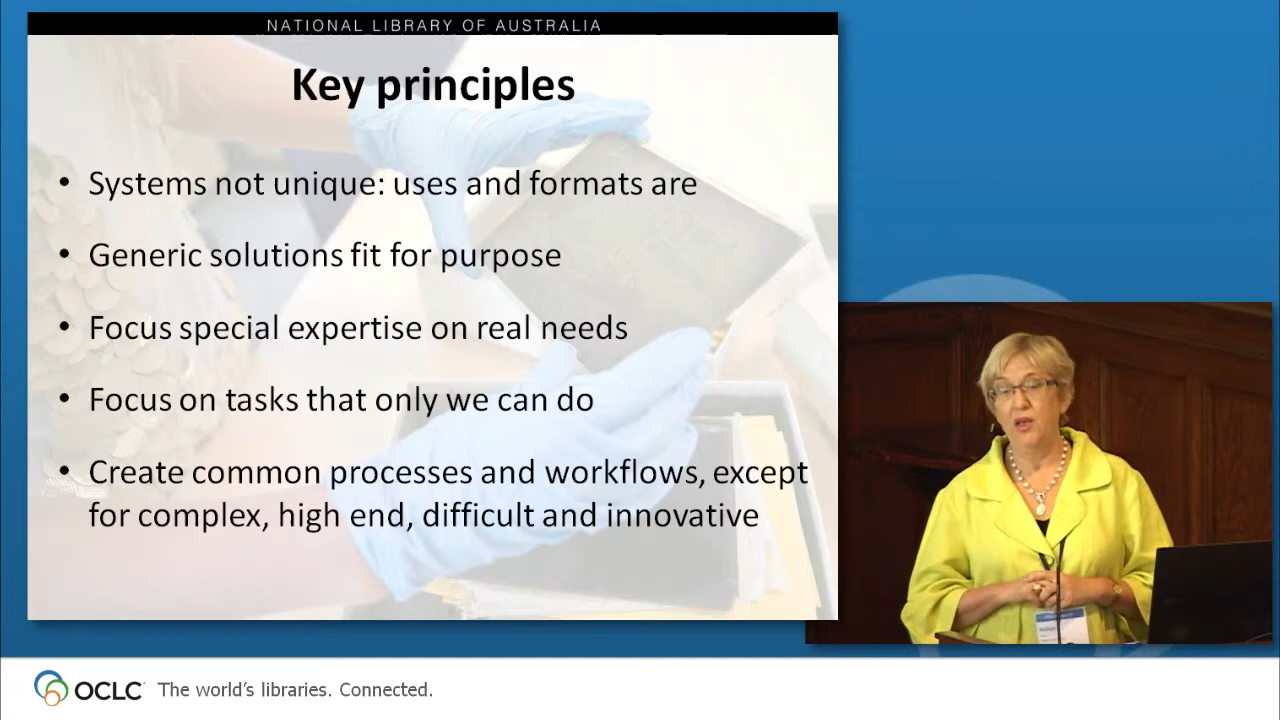 NATIONAL LIBRARY OF AUSTRALIA
Key principles
• Systems not unique: uses and formats are
• Generic solutions fit for purpose
• Focus special expertise on real needs
• Focus on tasks that only we can do
• Create common processes and workflows, except
for complex, high end, difficult and innovative
OCLC The world's libraries. Connected.